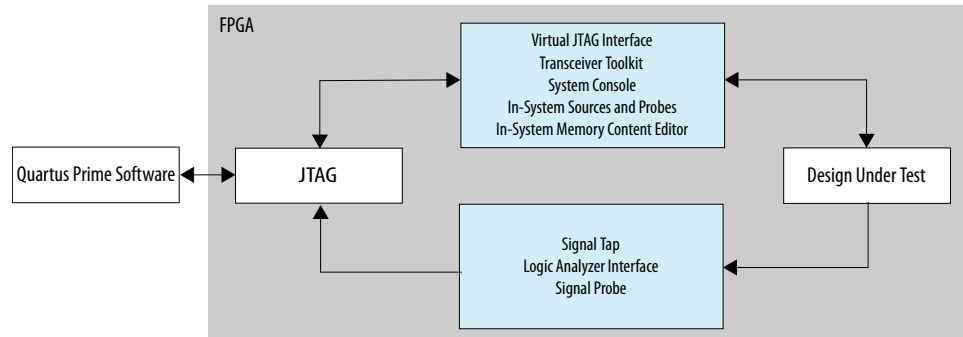 FPGA
Virtual JTAG Interface
Transceiver Toolkit
System Console
In-System Sources and Probes
In-System Memory Content Editor
Quartus Prime Software
JTAG
Design Under Test
Signal Tap
Logic Analyzer Interface
Signal Probe